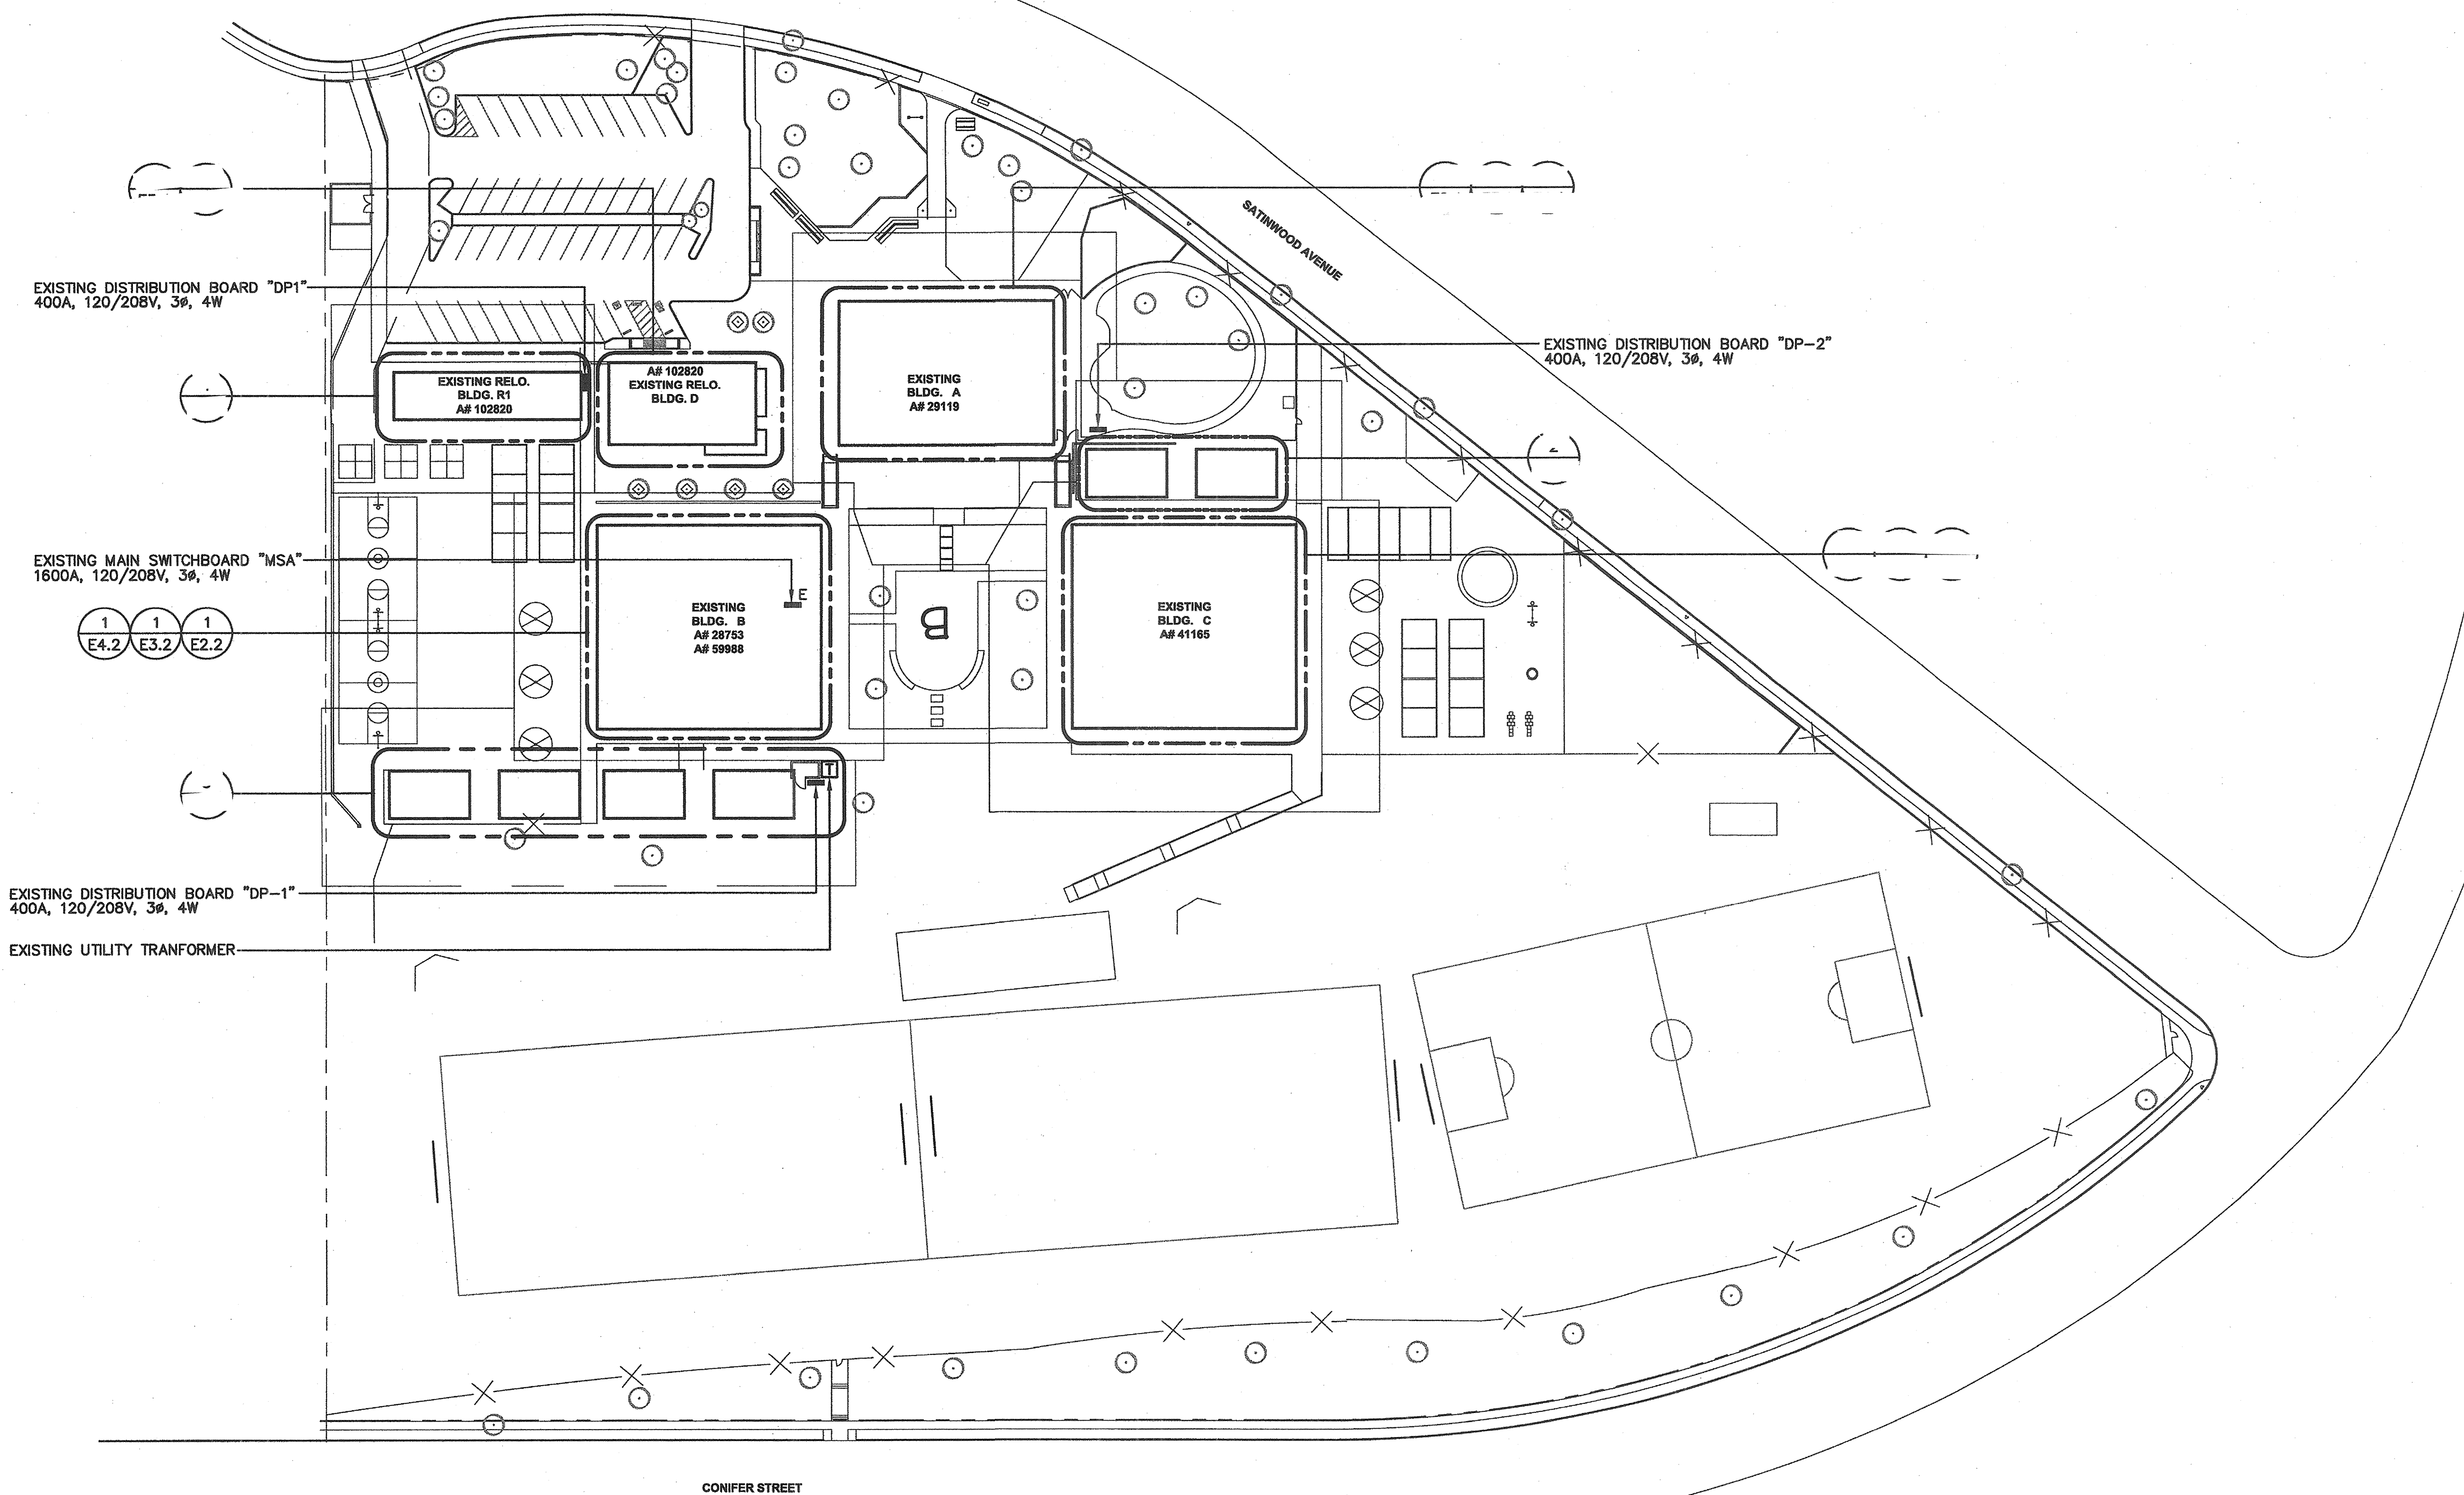 SATINWOOD AVENUE
EXISTING DISTRIBUTION BOARD "DP1"
400A, 120/208V, 3ø, 4W
EXISTING DISTRIBUTION BOARD "DP-2"
400A, 120/208V, 3ø, 4W
EXISTING RELO.
BLDG. R1
A# 102820
A# 102820
EXISTING RELO.
BLDG. D
EXISTING
BLDG. A
A# 29119
EXISTING MAIN SWITCHBOARD "MSA"
1600A, 120/208V, 3ø, 4W
E
1
E4.2
1
E3.2
1
E2.2
EXISTING
BLDG. B
A# 28753
A# 59988
B
EXISTING
BLDG. C
A# 41165
T
EXISTING DISTRIBUTION BOARD "DP-1"
400A, 120/208V, 3ø, 4W
EXISTING UTILITY TRANFORMER
CONIFER STREET